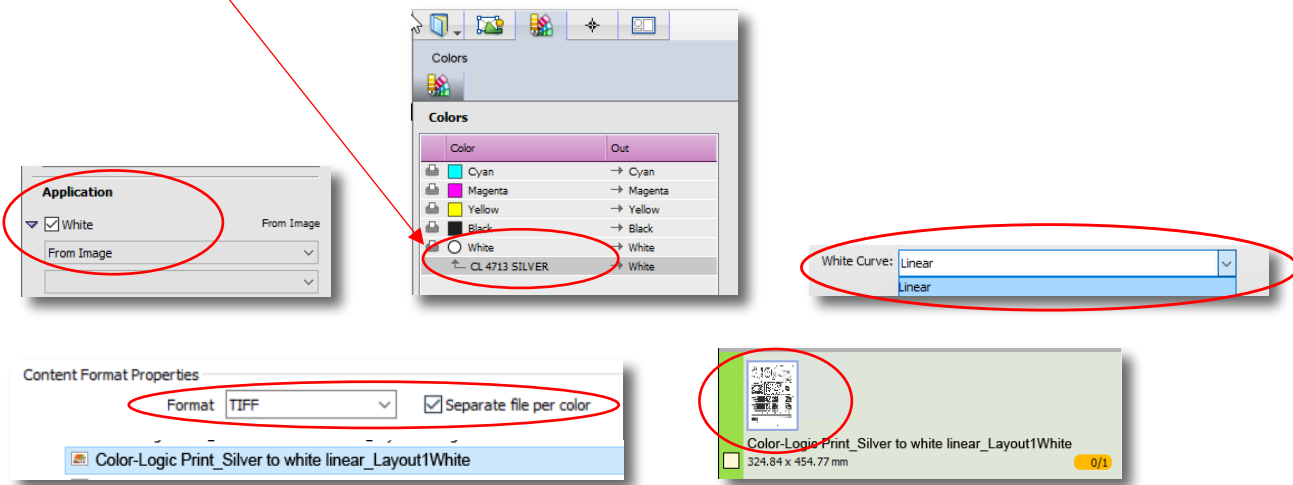 Colors
Colors
Color Out
Cyan → Cyan
Magenta → Magenta
Yellow → Yellow
Black → Black
White → White
CL 4713 SILVER → White
Application
White From Image
From Image
White Curve: Linear
Linear
Content Format Properties
Format TIFF Separate file per color
Color-Logic Print_Silver to white linear_Layout1White
Color-Logic Print_Silver to white linear_Layout1White
324.84 x 454.77 mm 0/1